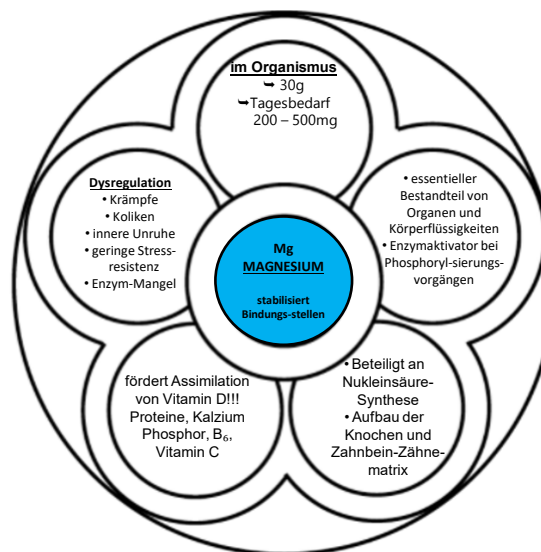 im Organismus
➥ 30g
➥Tagesbedarf
200 – 500mg
Dysregulation
• Krämpfe
• Koliken
• innere Unruhe
• geringe Stress-
resistenz
• Enzym-Mangel
• essentieller
Bestandteil von
Organen und
Körperflüssigkeiten
• Enzymaktivator bei
Phosphoryl-sierungs-
vorgängen
Mg
MAGNESIUM
stabilisiert
Bindungs-stellen
fördert Assimilation
von Vitamin D!!!
Proteine, Kalzium
Phosphor, B₆,
Vitamin C
• Beteiligt an
Nukleinsäure-
Synthese
• Aufbau der
Knochen und
Zahnbein-Zähne-
matrix